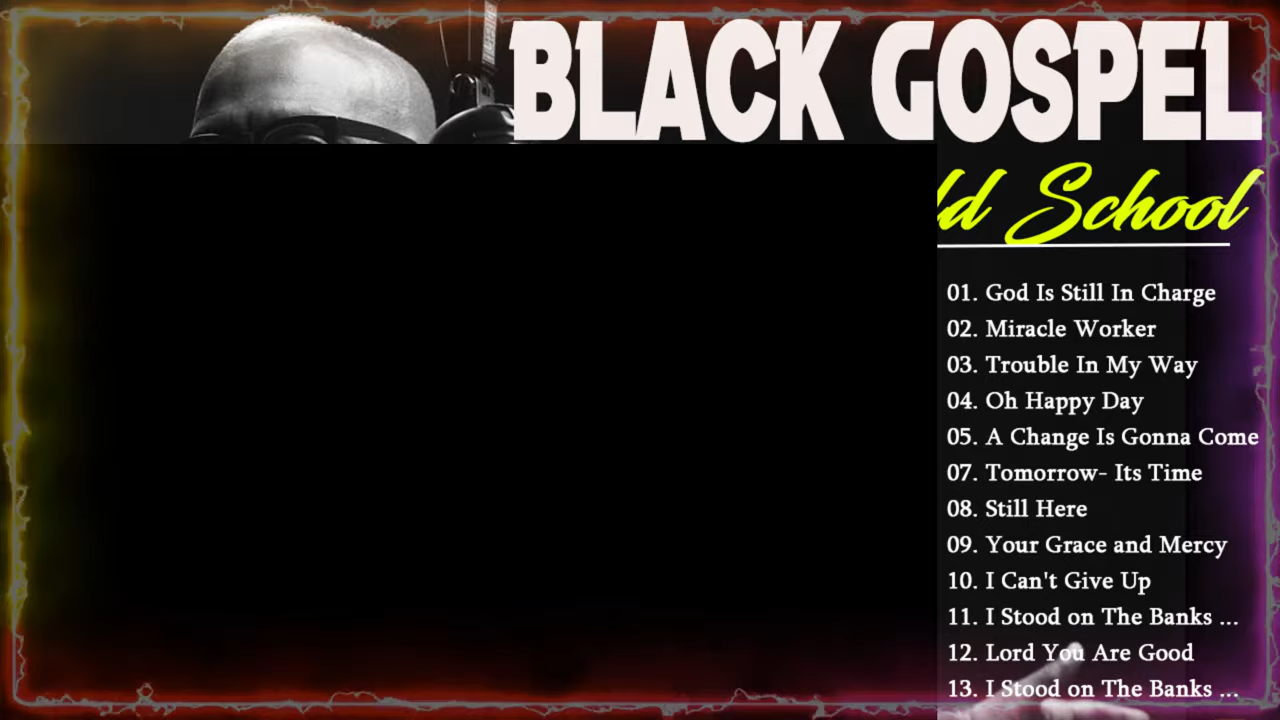 BLACK GOSPEL
ld School
01. God Is Still In Charge
02. Miracle Worker
03. Trouble In My Way
04. Oh Happy Day
05. A Change Is Gonna Come
07. Tomorrow- Its Time
08. Still Here
09. Your Grace and Mercy
10. I Can't Give Up
11. I Stood on The Banks ...
12. Lord You Are Good
13. I Stood on The Banks ...